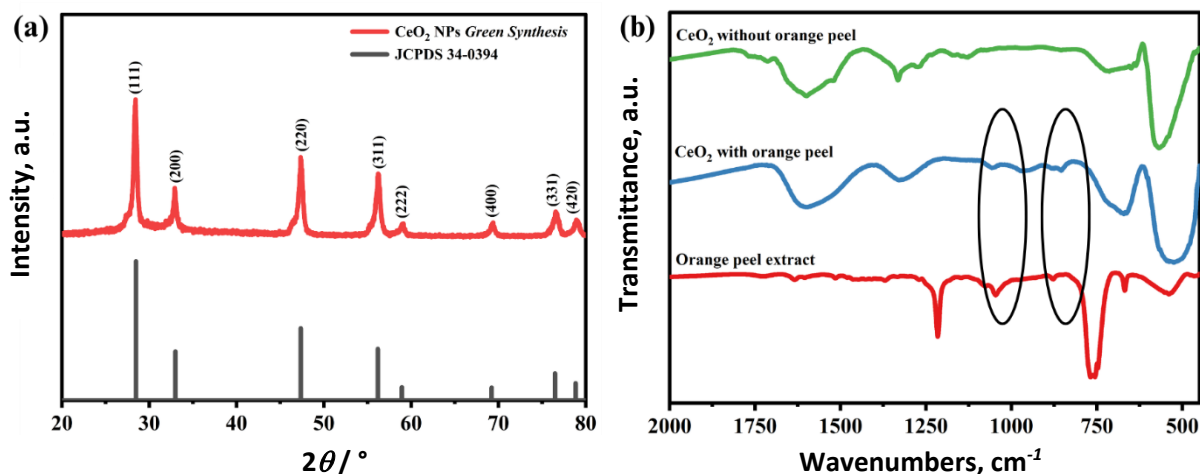 (a)
CeO₂ NPs Green Synthesis
JCPDS 34-0394
(111)
(200)
(220)
(311)
(222)
(400)
(331)
(420)
Intensity, a.u.
20 30 40 50 60 70 80
2θ / °
(b)
CeO₂ without orange peel
CeO₂ with orange peel
Orange peel extract
Transmittance, a.u.
2000 1750 1500 1250 1000 750 500
Wavenumbers, cm⁻¹